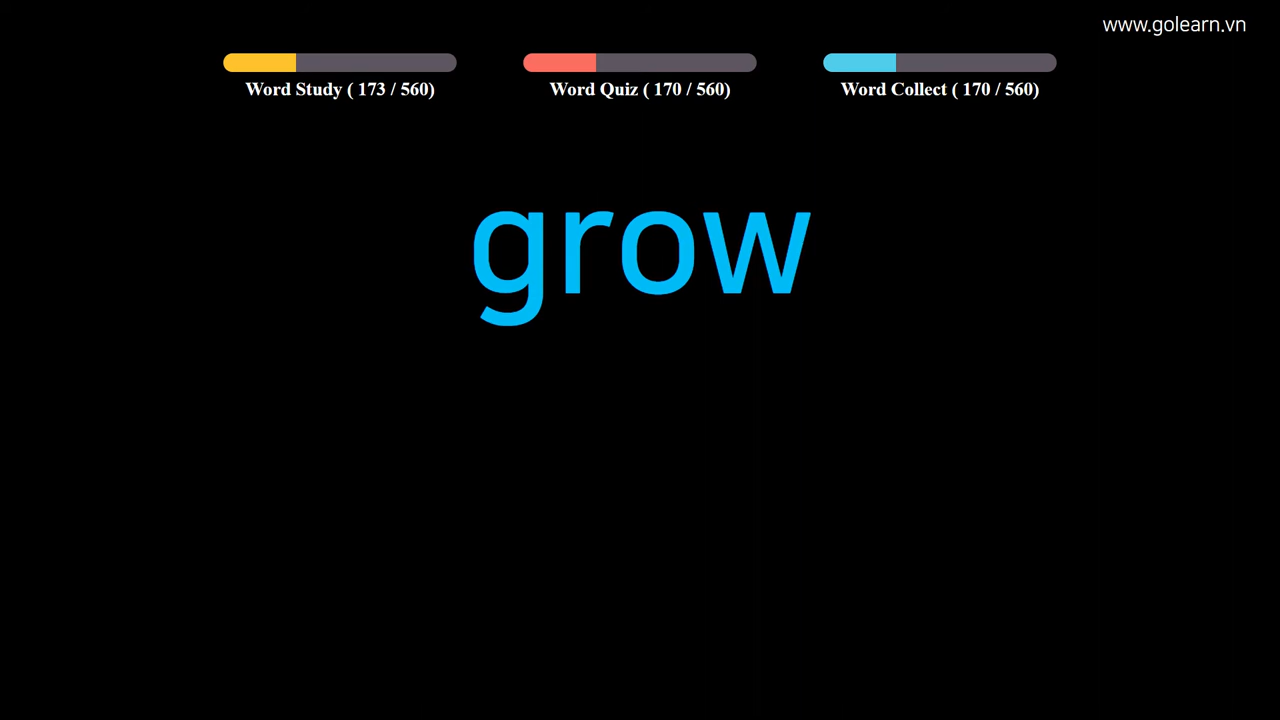 www.golearn.vn
Word Study ( 173 / 560)
Word Quiz ( 170 / 560)
Word Collect ( 170 / 560)
grow